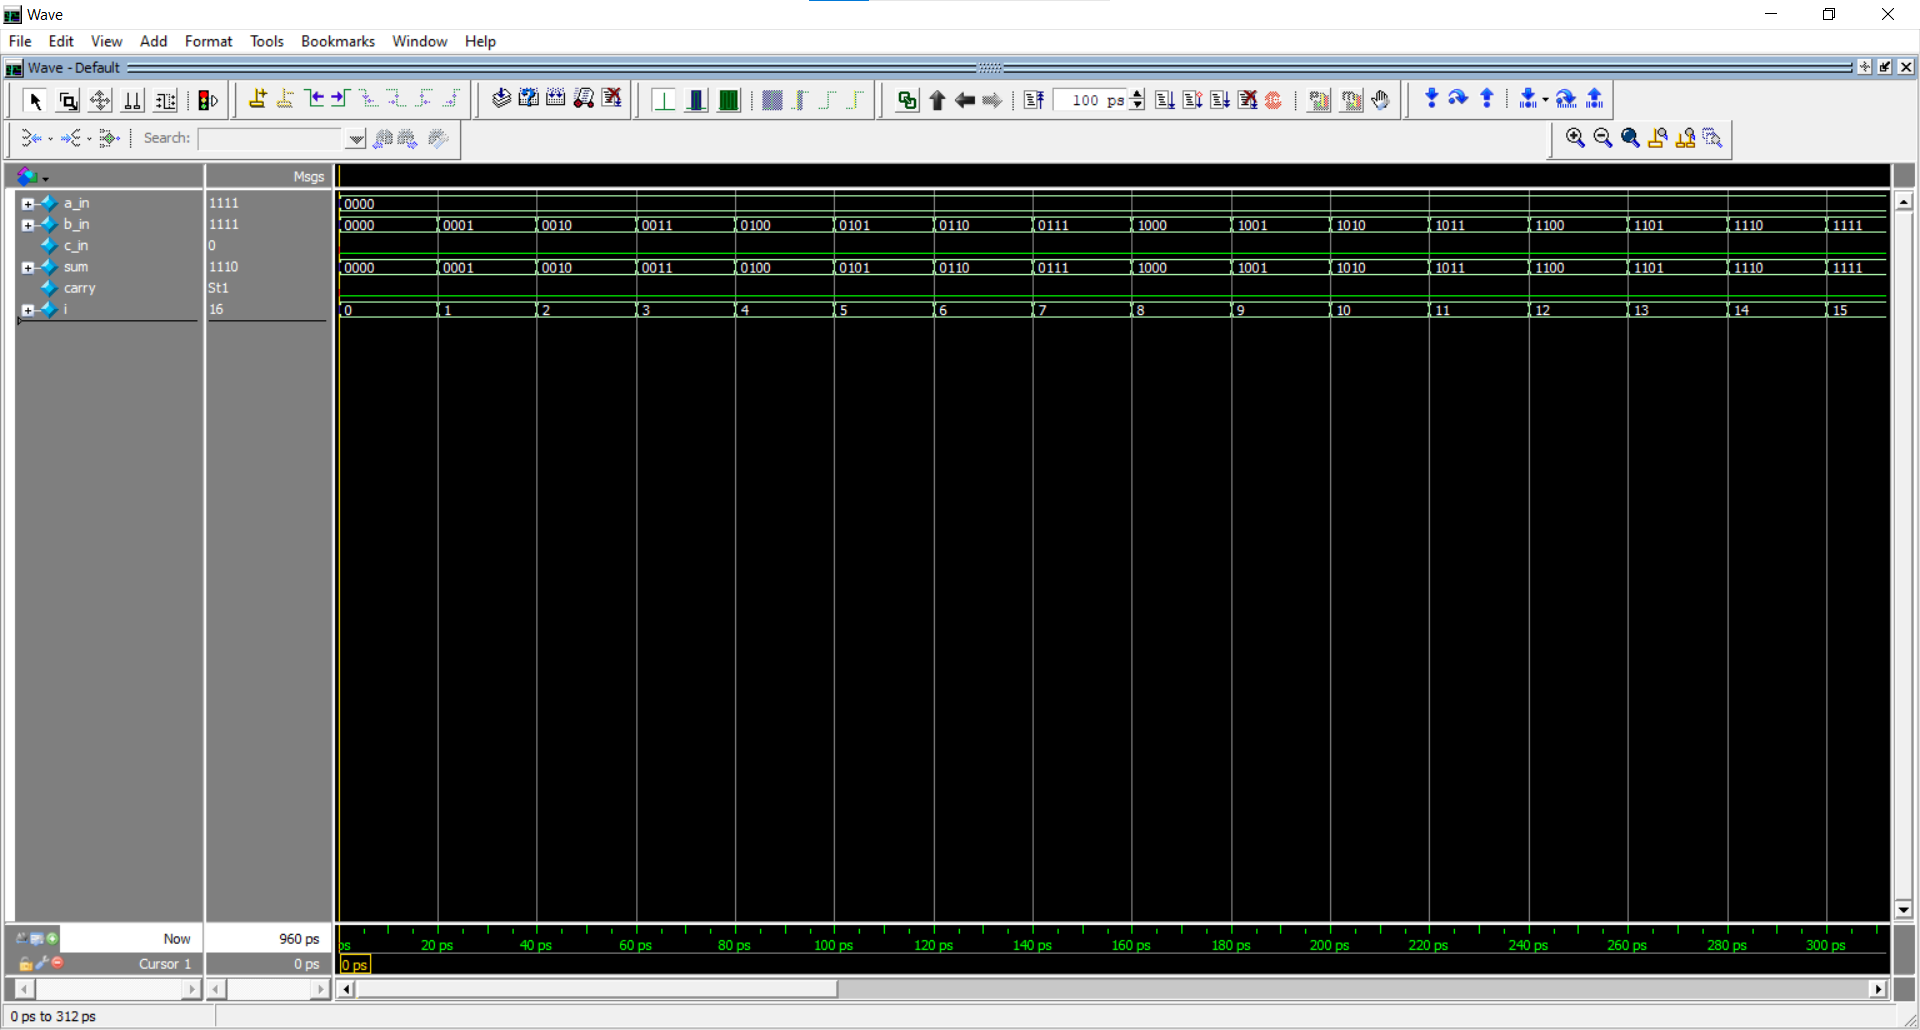 Wave
File Edit View Add Format Tools Bookmarks Window Help
Wave - Default
100 ps
Search:
Msgs
a_in 1111 0000
b_in 1111 0000 0001 0010 0011 0100 0101 0110 0111 1000 1001 1010 1011 1100 1101 1110 1111
c_in 0
sum 1110 0000 0001 0010 0011 0100 0101 0110 0111 1000 1001 1010 1011 1100 1101 1110 1111
carry St1
i 16 0 1 2 3 4 5 6 7 8 9 10 11 12 13 14 15
Now 960 ps ps 20 ps 40 ps 60 ps 80 ps 100 ps 120 ps 140 ps 160 ps 180 ps 200 ps 220 ps 240 ps 260 ps 280 ps 300 ps
Cursor 1 0 ps 0 ps
0 ps to 312 ps